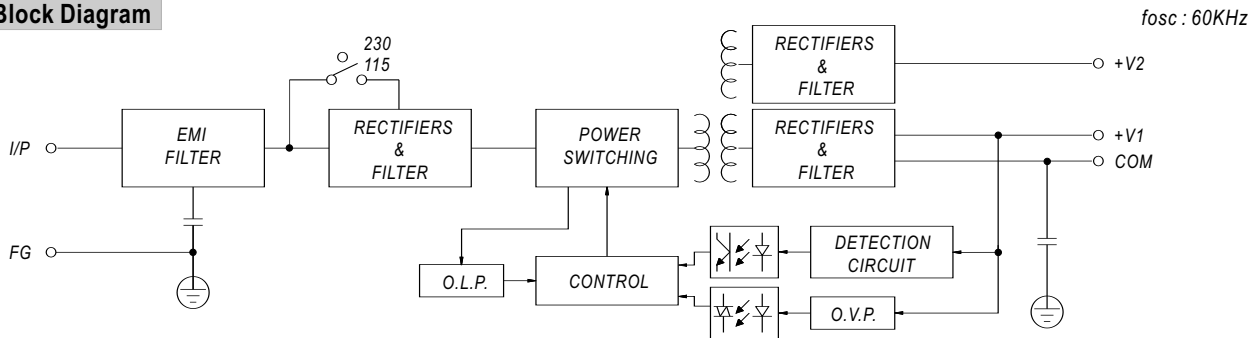 Block Diagram
fosc : 60KHz
230
115
I/P
EMI
FILTER
RECTIFIERS
&
FILTER
POWER
SWITCHING
RECTIFIERS
&
FILTER
+V2
RECTIFIERS
&
FILTER
+V1
COM
FG
O.L.P.
CONTROL
DETECTION
CIRCUIT
O.V.P.